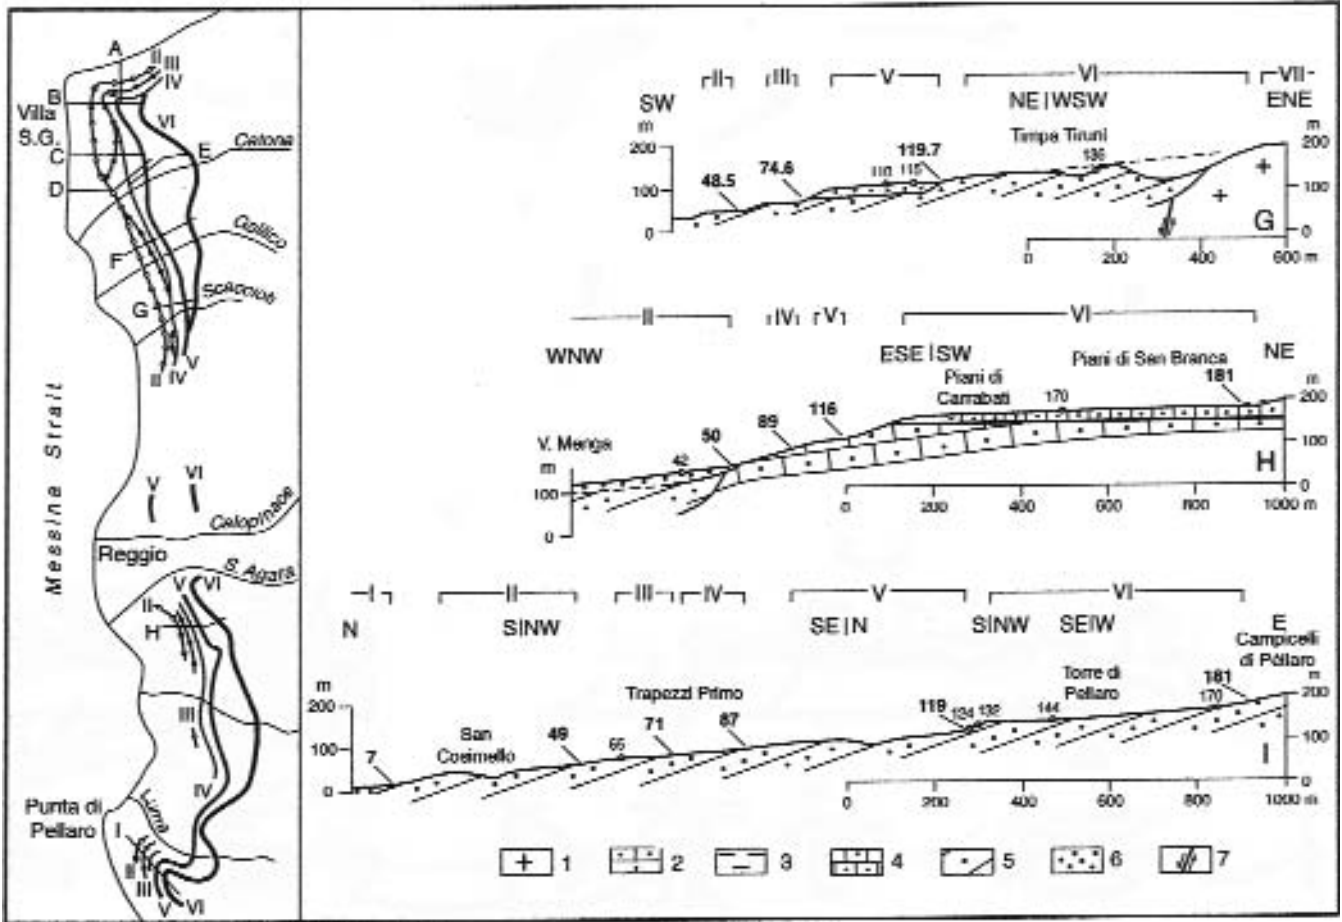 A
II
III
IV
B
Villa
S.G.
VI
C
E
Catona
D
Gallico
F
Scaccioti
G
II
IV
V
Messina Strait
V
VI
Calopinace
Reggio
S. Agata
V
VI
II
H
III
IV
Punta di
Pellaro
Luma
I
II
III
V
VI
II III V VI VII
SW NE WSW ENE
m m
Timpa Tiruni
200 200
136
119.7
110 115
74.6
48.5
100 100
0 0
G
0 200 400 600 m
II IV V VI
WNW ESE SW NE
Piani di San Branca
Piani di
Carrabati
170
181
m
200
116
89
50
V. Menga
42
m
100 100
H
0 0
0 200 400 600 800 1000 m
I II III IV V VI
N S NW SE N S NW SE W E
Campicelli
di Pellaro
m m
Trapezzi Primo
Torre di
Pellaro
181
170
200 200
119
124 132 144
San
Cosimello
49
66
71
87
7
100 100
I
0 0
0 200 400 600 800 1000 m
1 2 3 4 5 6 7